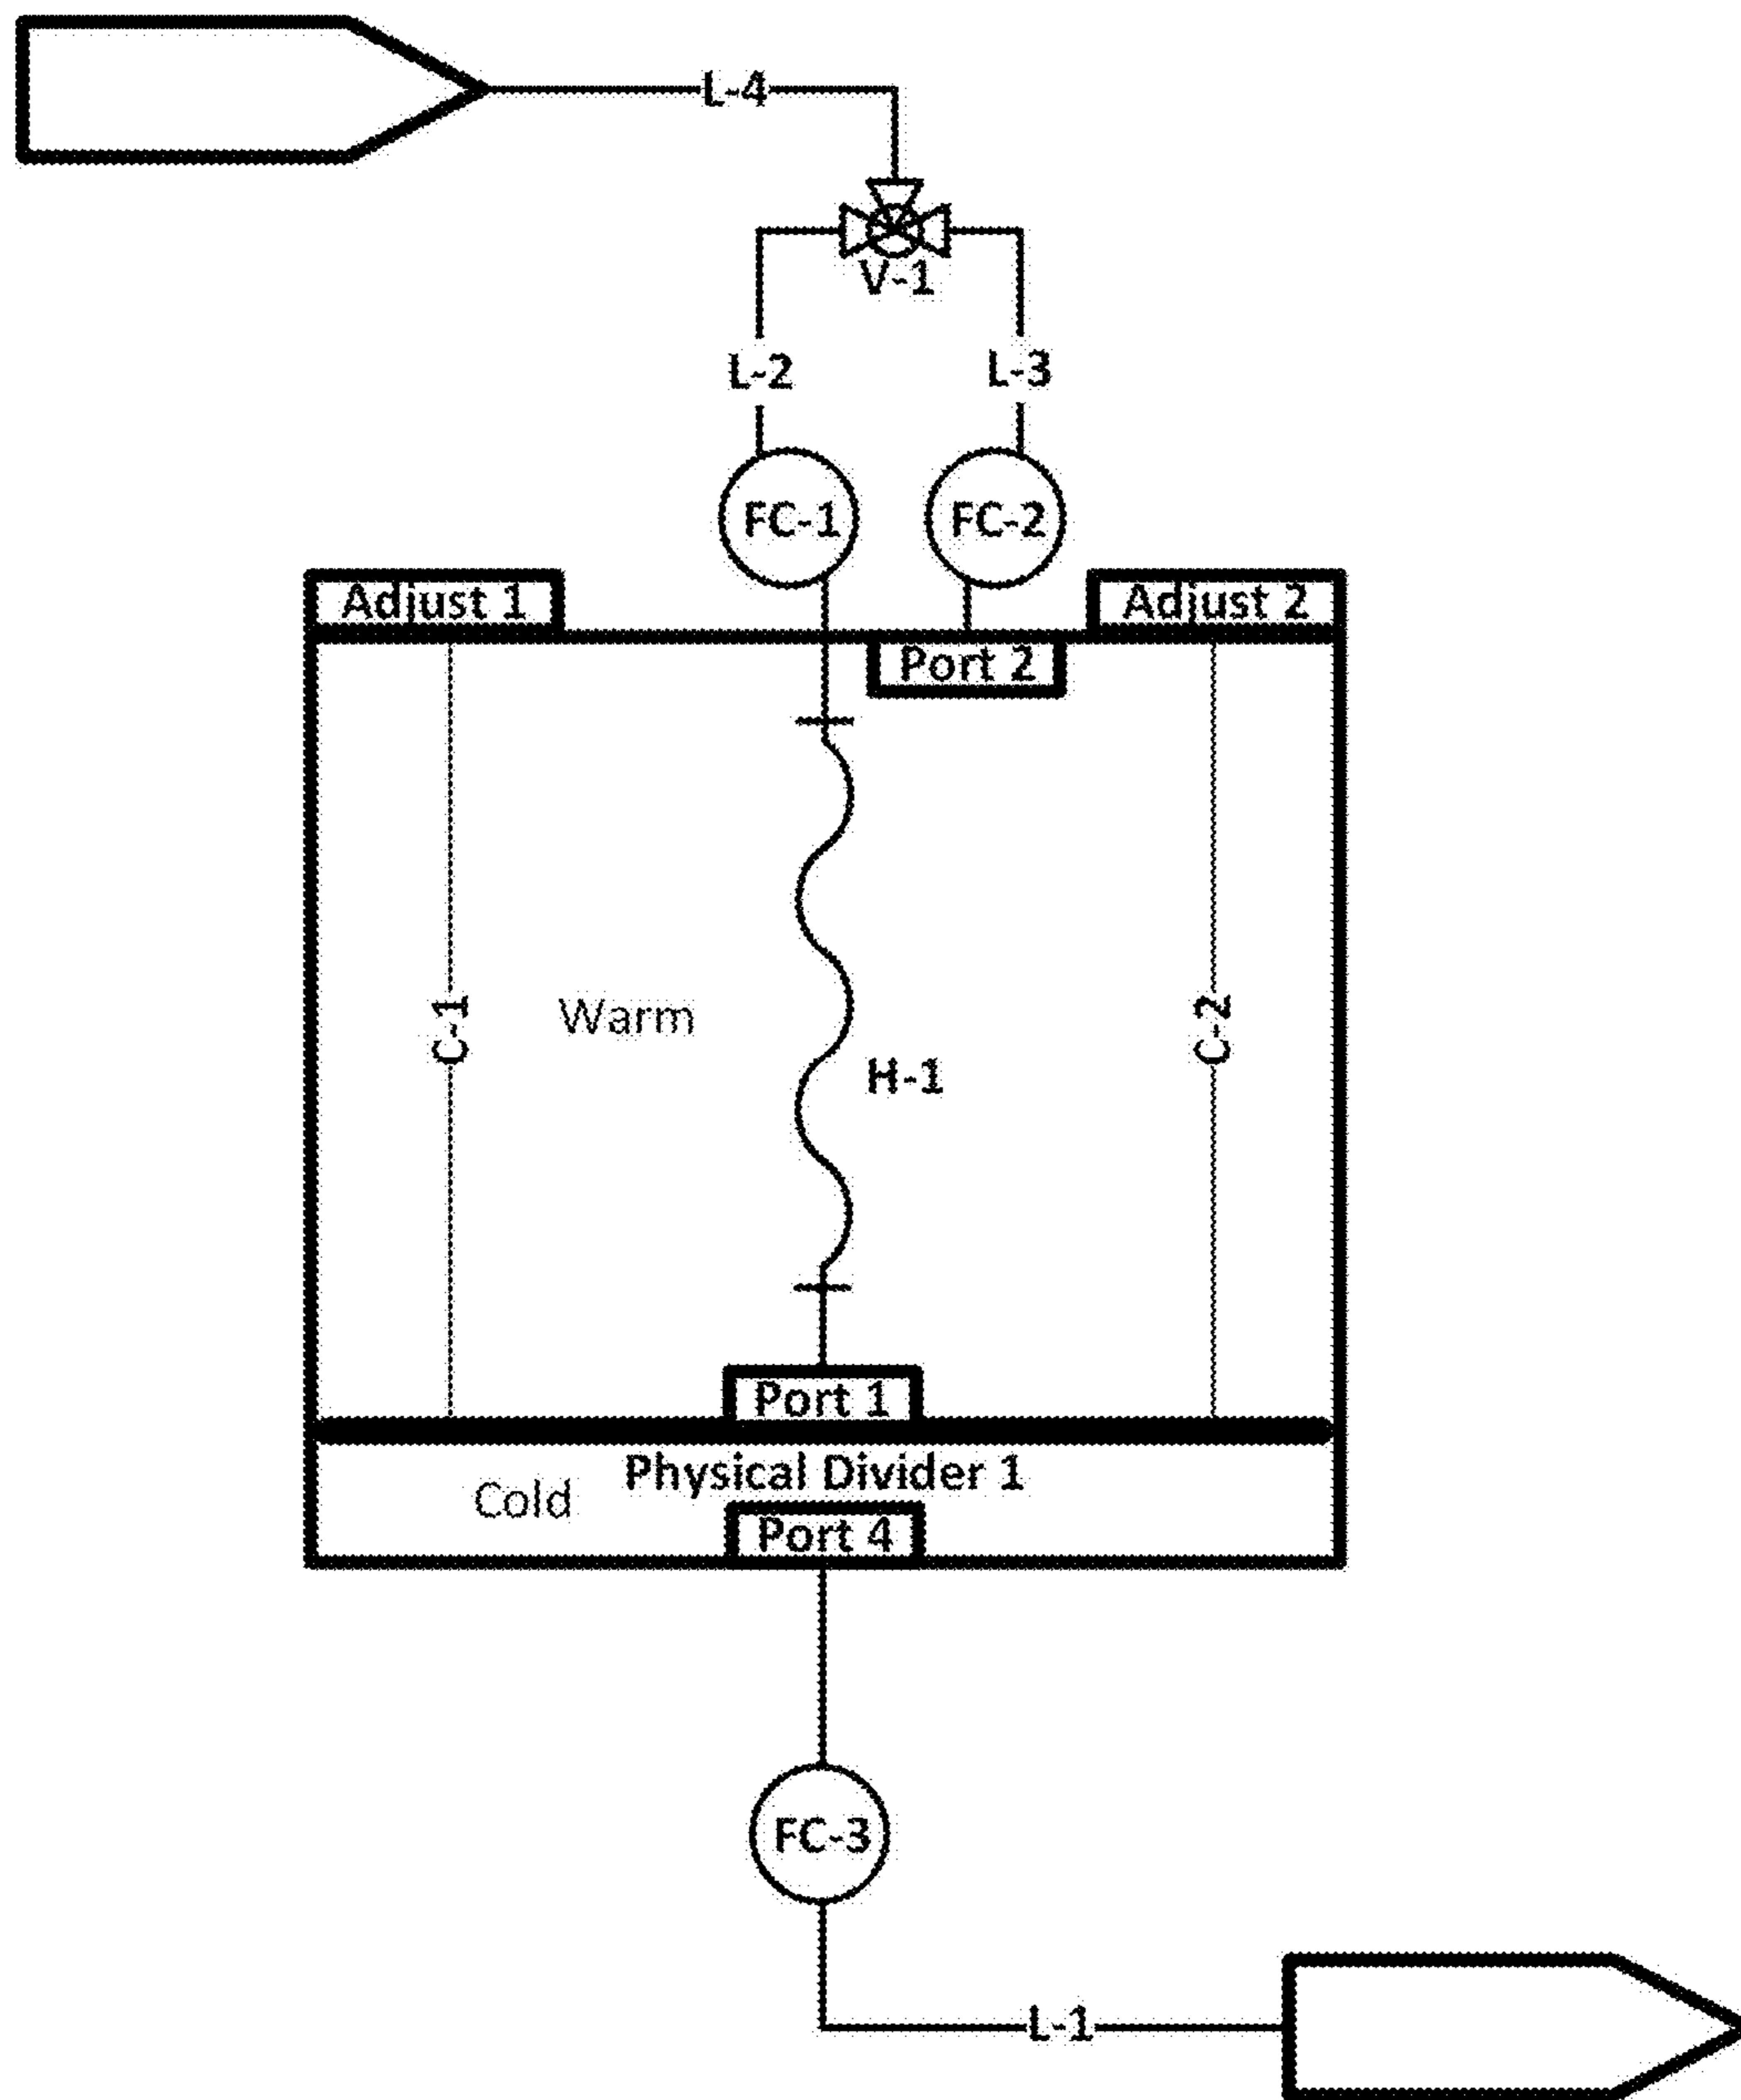 L-4
V-1
L-2
L-3
FC-1
FC-2
Adjust 1
Adjust 2
Port 2
C-1
Warm
C-2
H-1
Port 1
Physical Divider 1
Cold
Port 4
FC-3
L-1